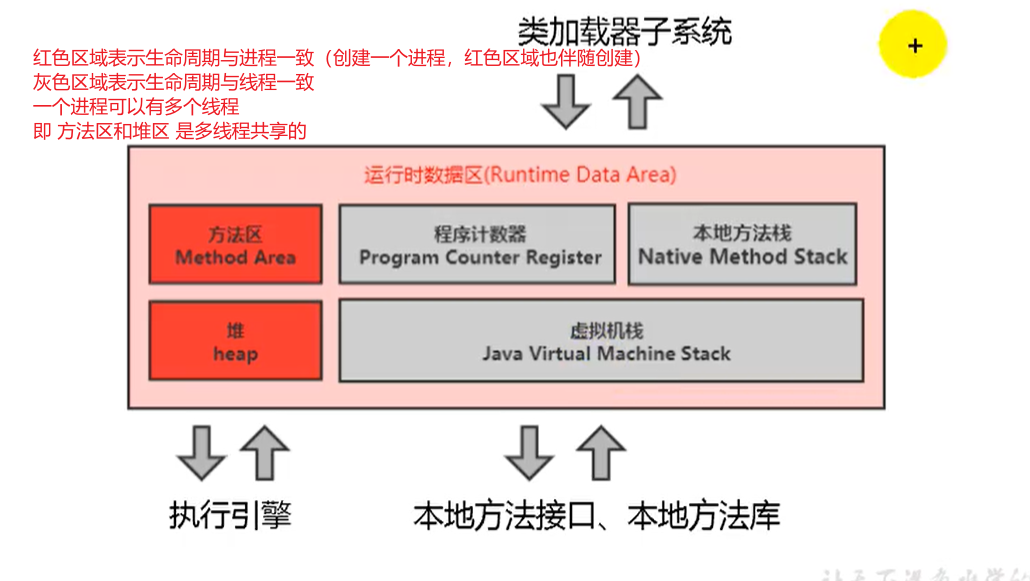 类加载器子系统
红色区域表示生命周期与进程一致（创建一个进程，红色区域也伴随创建）
灰色区域表示生命周期与线程一致
一个进程可以有多个线程
即 方法区和堆区 是多线程共享的
运行时数据区(Runtime Data Area)
方法区
Method Area
程序计数器
Program Counter Register
本地方法栈
Native Method Stack
堆
heap
虚拟机栈
Java Virtual Machine Stack
执行引擎
本地方法接口、本地方法库